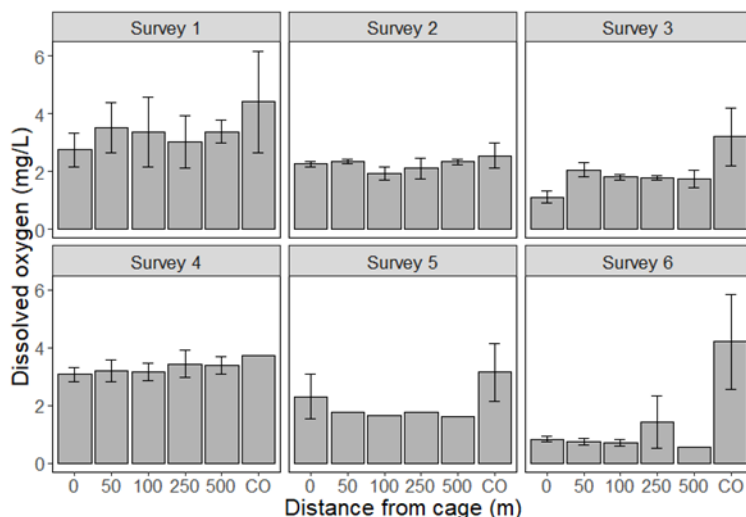 Dissolved oxygen (mg/L)
Survey 1
Survey 2
Survey 3
6
4
2
0
Survey 4
Survey 5
Survey 6
6
4
2
0
0 50 100 250 500 CO
0 50 100 250 500 CO
0 50 100 250 500 CO
Distance from cage (m)